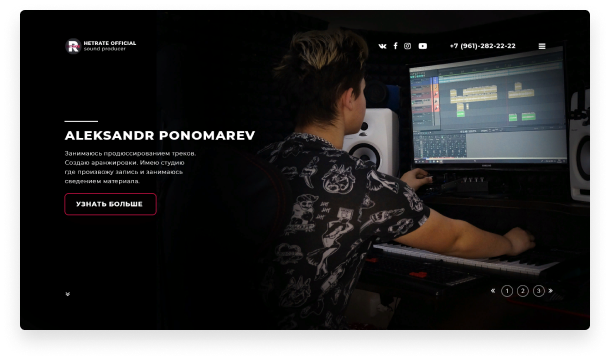 NETRATE OFFICIAL
sound producer
+7 (961)-282-22-22
ALEKSANDR PONOMAREV
Занимаюсь продюссированием треков.
Создаю аранжировки. Имею студию
где произвожу запись и занимаюсь
сведением материала.
УЗНАТЬ БОЛЬШЕ
« 1 2 3 »